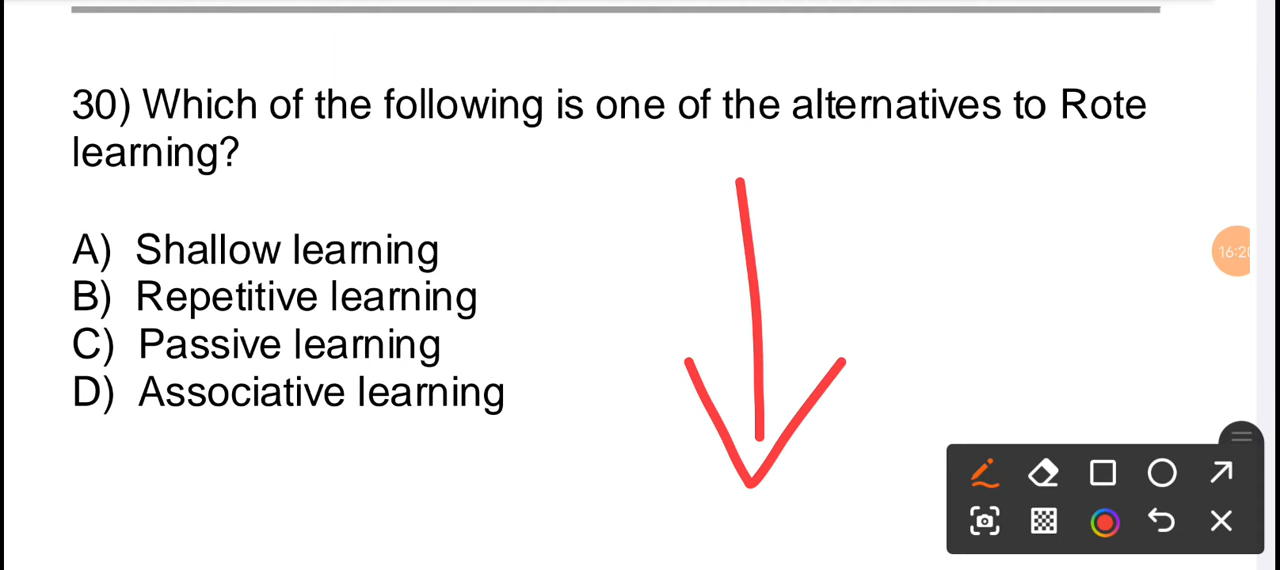 30) Which of the following is one of the alternatives to Rote
learning?
A) Shallow learning
B) Repetitive learning
C) Passive learning
D) Associative learning